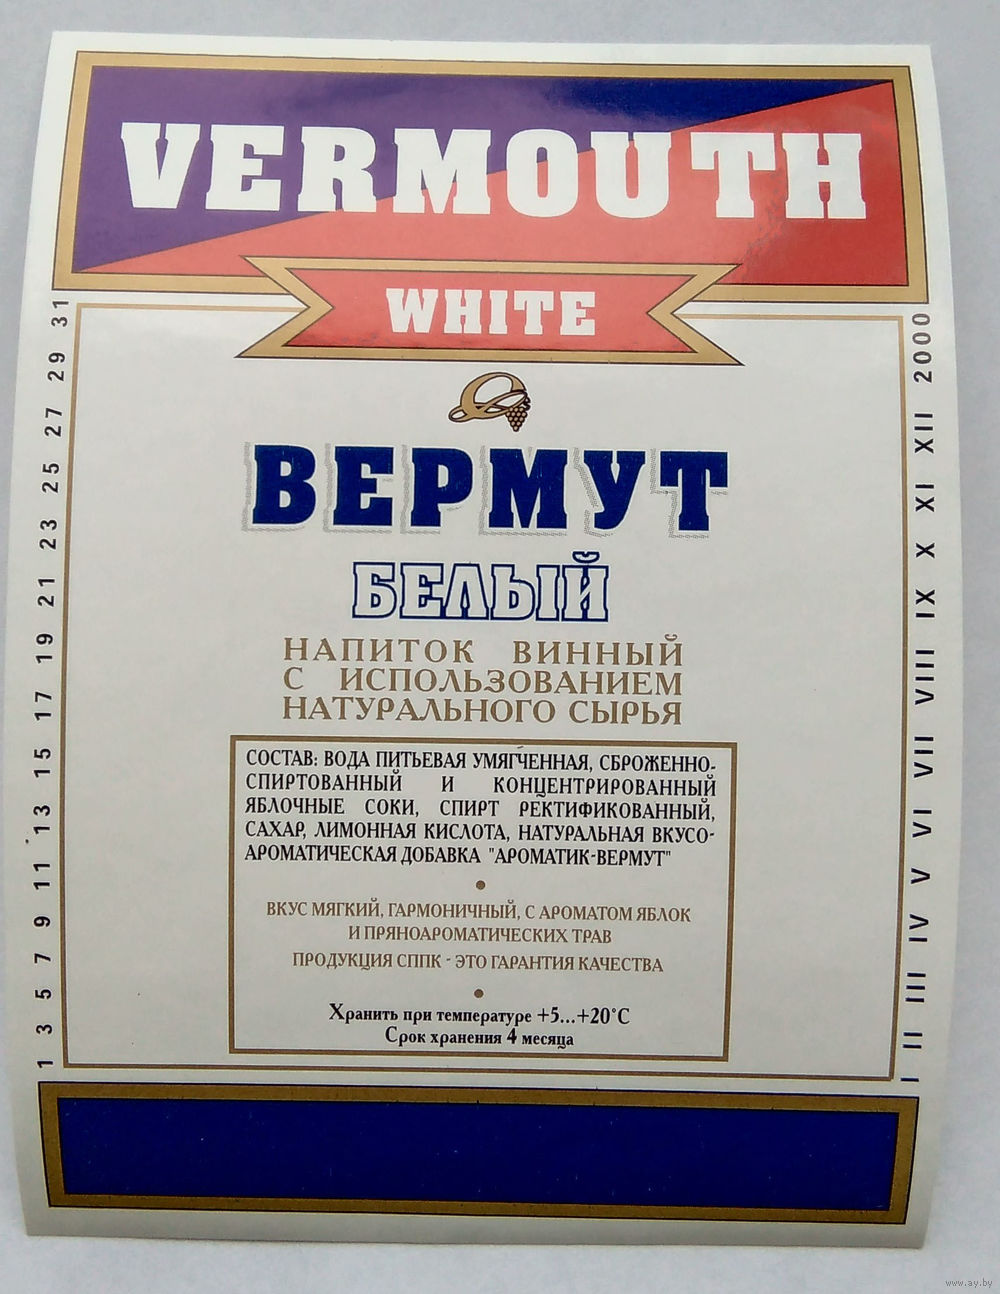 VERMOUTH
WHITE
ВЕРМУТ
БЕЛЫЙ
НАПИТОК ВИННЫЙ
С ИСПОЛЬЗОВАНИЕМ
НАТУРАЛЬНОГО СЫРЬЯ
СОСТАВ: ВОДА ПИТЬЕВАЯ УМЯГЧЕННАЯ, СБРОЖЕННО-
СПИРТОВАННЫЙ И КОНЦЕНТРИРОВАННЫЙ
ЯБЛОЧНЫЕ СОКИ, СПИРТ РЕКТИФИКОВАННЫЙ,
САХАР, ЛИМОННАЯ КИСЛОТА, НАТУРАЛЬНАЯ ВКУСО-
АРОМАТИЧЕСКАЯ ДОБАВКА "АРОМАТИК-ВЕРМУТ"
ВКУС МЯГКИЙ, ГАРМОНИЧНЫЙ, С АРОМАТОМ ЯБЛОК
И ПРЯНОАРОМАТИЧЕСКИХ ТРАВ
ПРОДУКЦИЯ СППК - ЭТО ГАРАНТИЯ КАЧЕСТВА
Хранить при температуре +5...+20°С
Срок хранения 4 месяца
1 3 5 7 9 11 13 15 17 19 21 23 25 27 29 31
I II III IV V VI VII VIII IX X XI XII 2000
www.ay.by